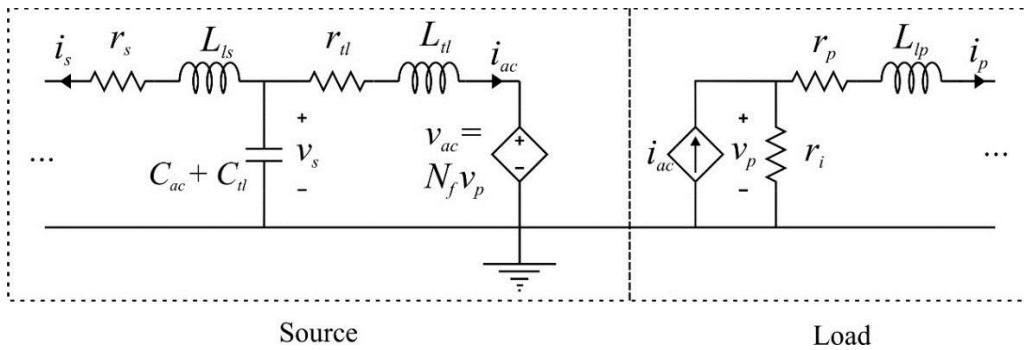 i_s r_s L_ls r_tl L_tl i_ac r_p L_lp i_p
... C_ac + C_tl + v_s − v_ac = N_f v_p + − i_ac + v_p − r_i ...
Source Load